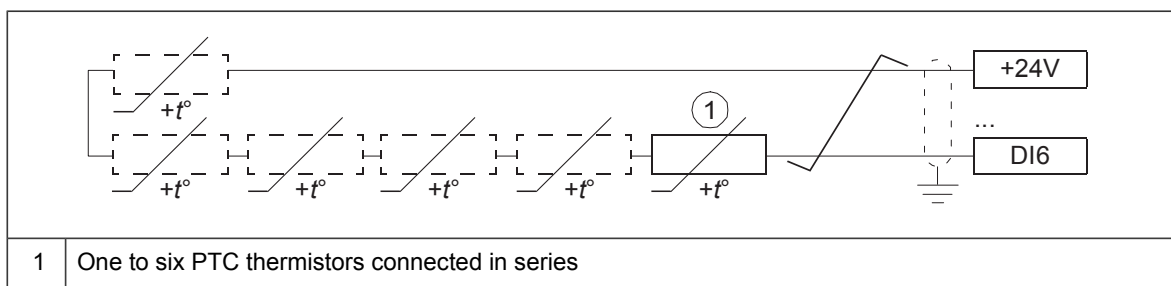 +24V
+t°
1
...
DI6
+t° +t° +t° +t° +t°
1 One to six PTC thermistors connected in series